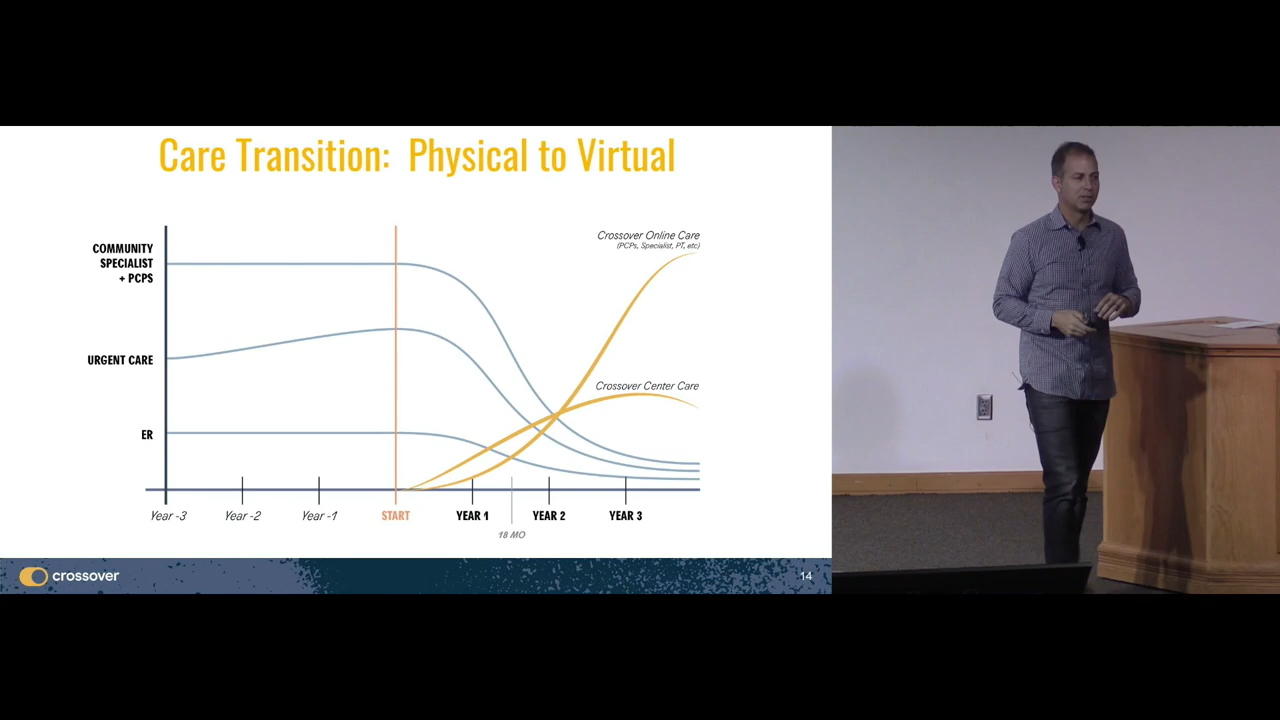 Care Transition: Physical to Virtual
Crossover Online Care
(PCPs, Specialist, PT, etc)
COMMUNITY
SPECIALIST
+ PCPS
URGENT CARE
Crossover Center Care
ER
Year -3
Year -2
Year -1
START
YEAR 1
YEAR 2
YEAR 3
18 MO
crossover
14